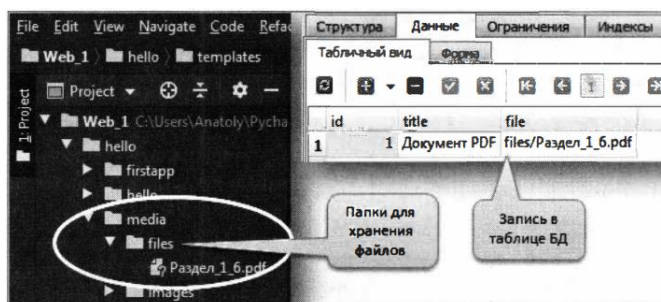 File Edit View Navigate Code Refac
Web_1 hello templates
1: Project
Project
Web_1 C:\Users\Anatoly\Pycha
hello
firstapp
hello
media
files
Раздел_1_6.pdf
images
Структура Данные Ограничения Индексы
Табличный вид Форма
1
id title file
1 1 Документ PDF files/Раздел_1_6.pdf
Папки для
хранения
файлов
Запись в
таблице БД